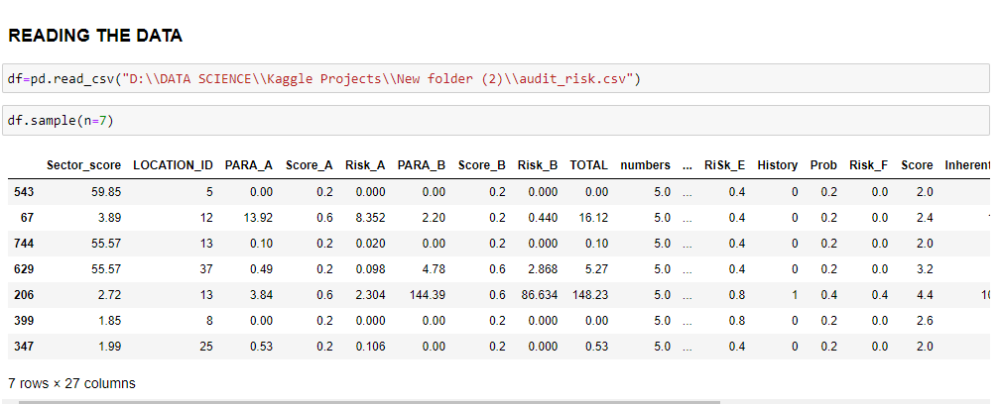 READING THE DATA
df=pd.read_csv("D:\\DATA SCIENCE\\Kaggle Projects\\New folder (2)\\audit_risk.csv")
df.sample(n=7)
Sector_score LOCATION_ID PARA_A Score_A Risk_A PARA_B Score_B Risk_B TOTAL numbers ... RiSk_E History Prob Risk_F Score Inherent
543 59.85 5 0.00 0.2 0.000 0.00 0.2 0.000 0.00 5.0 ... 0.4 0 0.2 0.0 2.0
67 3.89 12 13.92 0.6 8.352 2.20 0.2 0.440 16.12 5.0 ... 0.4 0 0.2 0.0 2.4
744 55.57 13 0.10 0.2 0.020 0.00 0.2 0.000 0.10 5.0 ... 0.4 0 0.2 0.0 2.0
629 55.57 37 0.49 0.2 0.098 4.78 0.6 2.868 5.27 5.0 ... 0.4 0 0.2 0.0 3.2
206 2.72 13 3.84 0.6 2.304 144.39 0.6 86.634 148.23 5.0 ... 0.8 1 0.4 0.4 4.4 10
399 1.85 8 0.00 0.2 0.000 0.00 0.2 0.000 0.00 5.0 ... 0.8 0 0.2 0.0 2.6
347 1.99 25 0.53 0.2 0.106 0.00 0.2 0.000 0.53 5.0 ... 0.4 0 0.2 0.0 2.0
7 rows × 27 columns